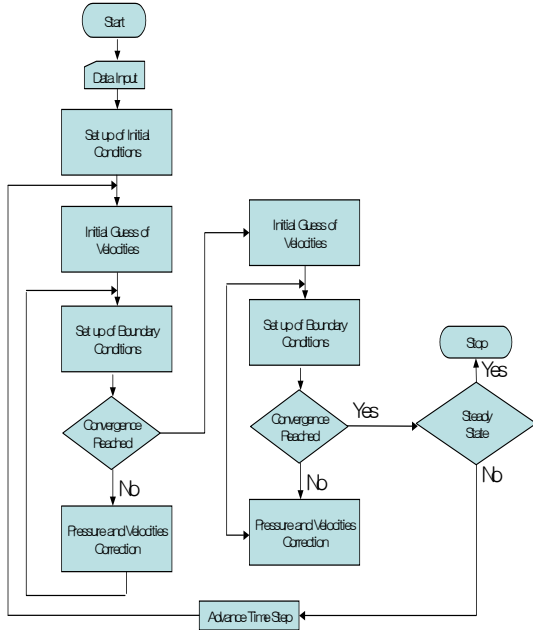 Start
Data Input
Set up of Initial
Conditions
Initial Guess of
Velocities
Set up of Boundary
Conditions
Convergence
Reached
No
Pressure and Velocities
Correction
Initial Guess of
Velocities
Set up of Boundary
Conditions
Convergence
Reached
Yes
No
Pressure and Velocities
Correction
Stop
Yes
Steady
State
No
Advance Time Step